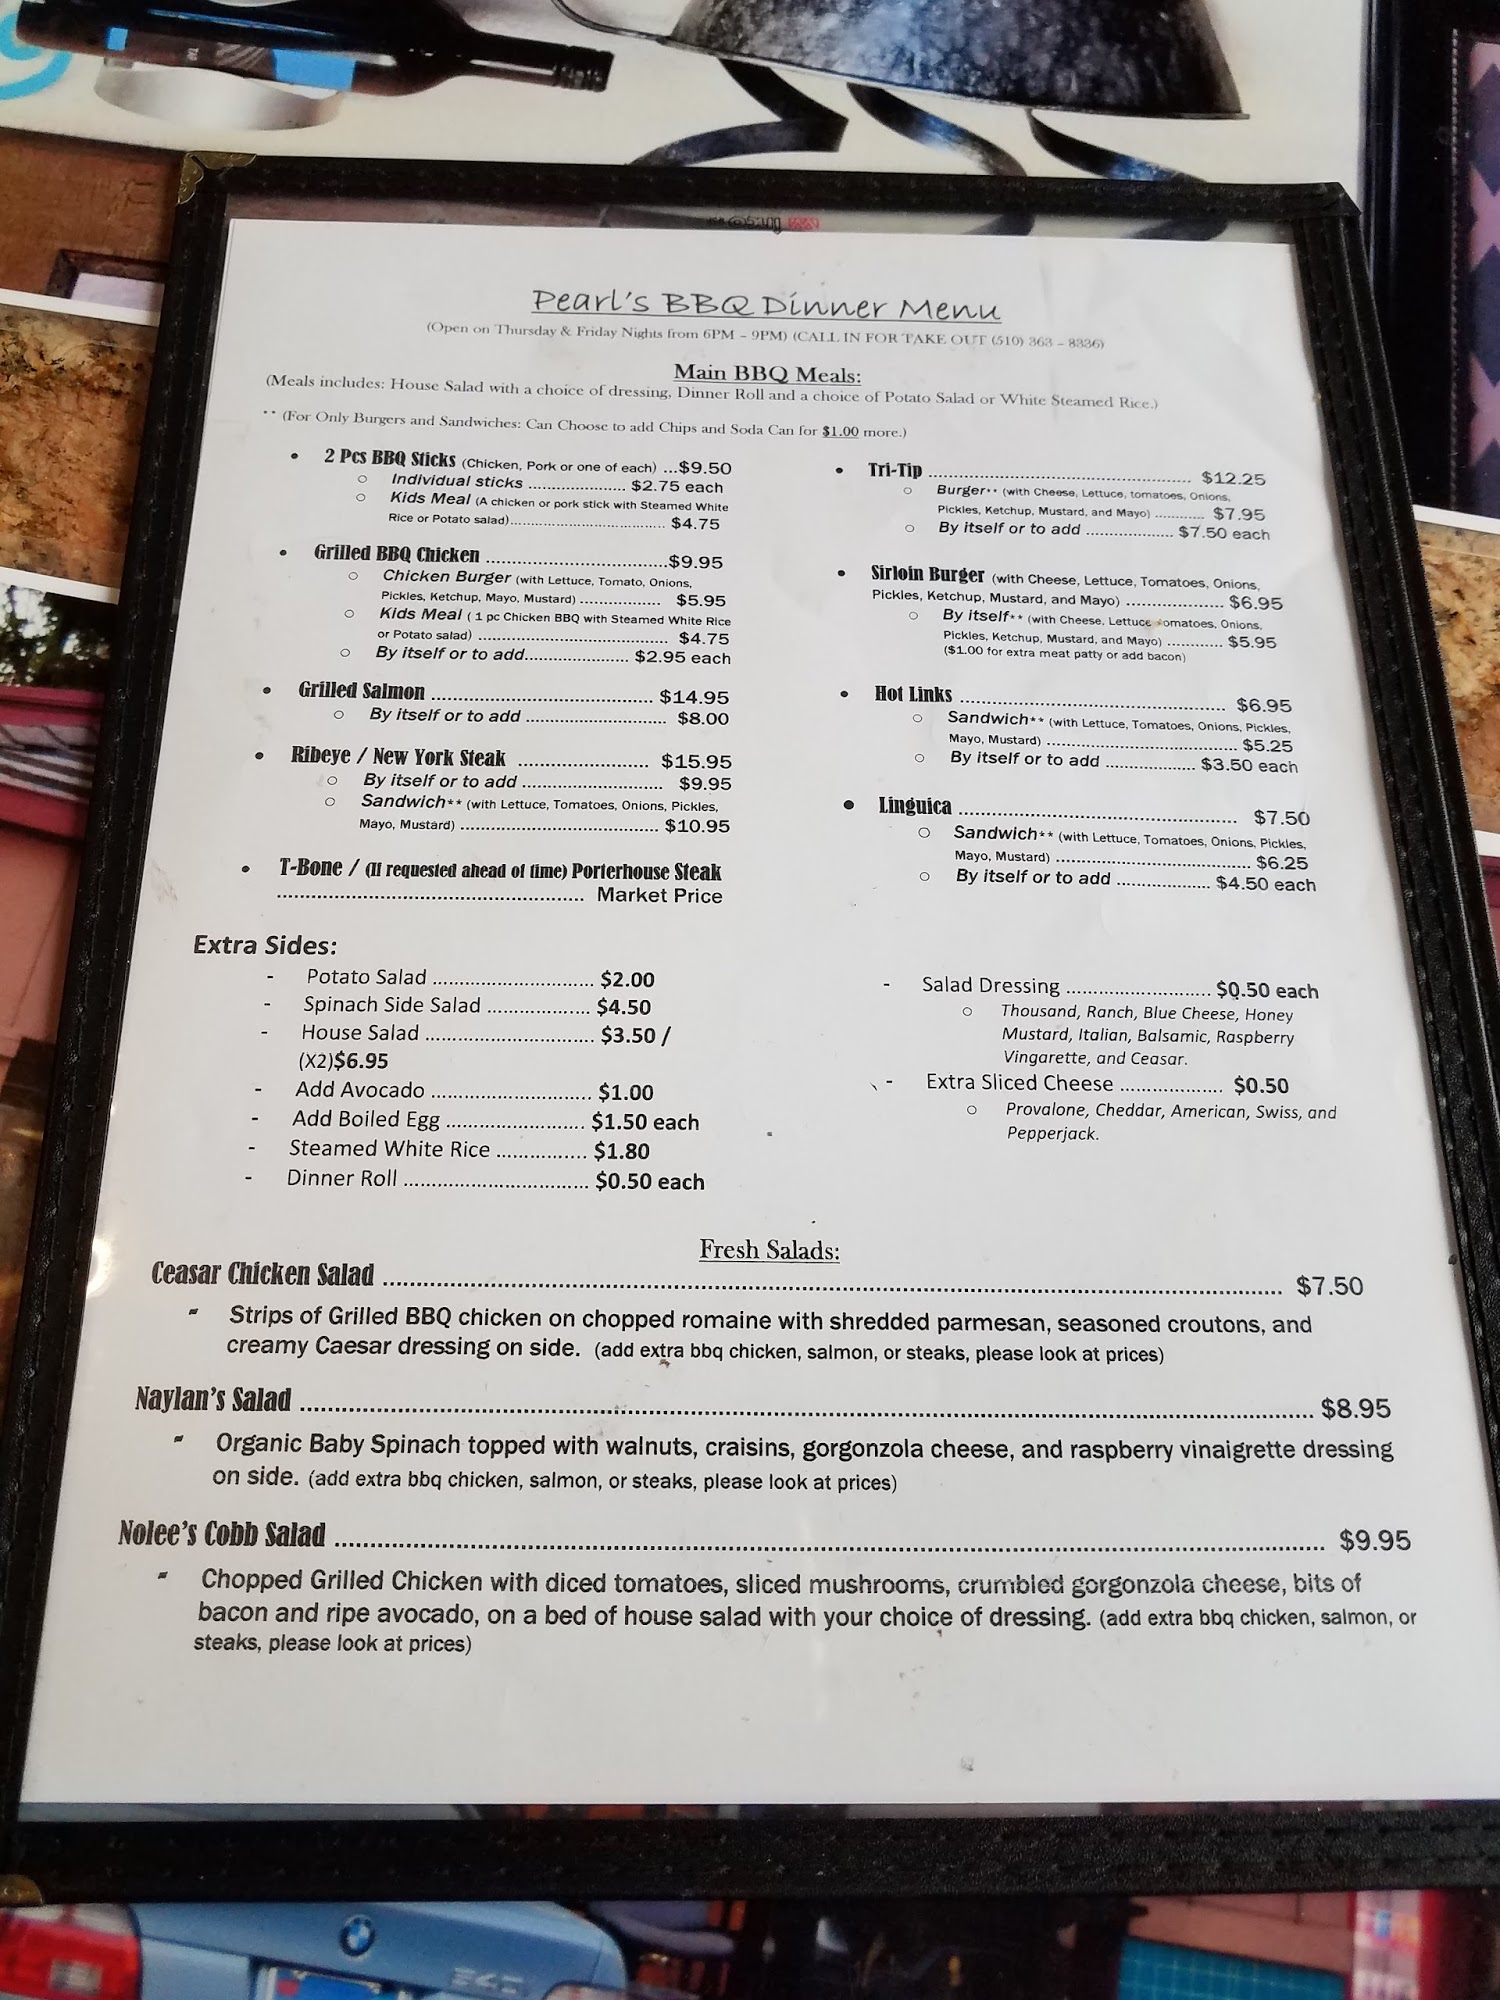 Pearl's BBQ Dinner Menu
(Open on Thursday & Friday Nights from 6PM – 9PM) (CALL IN FOR TAKE OUT (510) 363 – 8336)
Main BBQ Meals:
(Meals includes: House Salad with a choice of dressing, Dinner Roll and a choice of Potato Salad or White Steamed Rice.)
** (For Only Burgers and Sandwiches: Can Choose to add Chips and Soda Can for $1.00 more.)
• 2 Pcs BBQ Sticks (Chicken, Pork or one of each) ...$9.50
○ Individual sticks ................. $2.75 each
○ Kids Meal (A chicken or pork stick with Steamed White
Rice or Potato salad)........................................ $4.75
• Grilled BBQ Chicken ................................$9.95
○ Chicken Burger (with Lettuce, Tomato, Onions,
Pickles, Ketchup, Mayo, Mustard) .................. $5.95
○ Kids Meal ( 1 pc Chicken BBQ with Steamed White Rice
or Potato salad) .......................................... $4.75
○ By itself or to add...................... $2.95 each
• Grilled Salmon ....................................... $14.95
○ By itself or to add ......................... $8.00
• Ribeye / New York Steak ....................... $15.95
○ By itself or to add ......................... $9.95
○ Sandwich** (with Lettuce, Tomatoes, Onions, Pickles,
Mayo, Mustard) ........................................... $10.95
• T-Bone / (If requested ahead of time) Porterhouse Steak
..................................................... Market Price
• Tri-Tip .............................................. $12.25
○ Burger** (with Cheese, Lettuce, tomatoes, Onions,
Pickles, Ketchup, Mustard, and Mayo) ............ $7.95
○ By itself or to add ................... $7.50 each
• Sirloin Burger (with Cheese, Lettuce, Tomatoes, Onions,
Pickles, Ketchup, Mustard, and Mayo) ................. $6.95
○ By itself** (with Cheese, Lettuce omatoes, Onions,
Pickles, Ketchup, Mustard, and Mayo) ............ $5.95
($1.00 for extra meat patty or add bacon)
• Hot Links .............................................. $6.95
○ Sandwich** (with Lettuce, Tomatoes, Onions, Pickles,
Mayo, Mustard) ........................................ $5.25
○ By itself or to add ................... $3.50 each
• Linguica ................................................ $7.50
○ Sandwich** (with Lettuce, Tomatoes, Onions, Pickles,
Mayo, Mustard) ......................................... $6.25
○ By itself or to add .................... $4.50 each
Extra Sides:
- Potato Salad ............................ $2.00
- Spinach Side Salad .................. $4.50
- House Salad ............................. $3.50 /
(X2)$6.95
- Add Avocado ............................ $1.00
- Add Boiled Egg ........................ $1.50 each
- Steamed White Rice ................ $1.80
- Dinner Roll ................................ $0.50 each
- Salad Dressing ......................... $0.50 each
○ Thousand, Ranch, Blue Cheese, Honey
Mustard, Italian, Balsamic, Raspberry
Vingarette, and Ceasar.
- Extra Sliced Cheese .................. $0.50
○ Provalone, Cheddar, American, Swiss, and
Pepperjack.
Fresh Salads:
Ceasar Chicken Salad ........................................................................ $7.50
- Strips of Grilled BBQ chicken on chopped romaine with shredded parmesan, seasoned croutons, and
creamy Caesar dressing on side. (add extra bbq chicken, salmon, or steaks, please look at prices)
Naylan's Salad ........................................................................ $8.95
- Organic Baby Spinach topped with walnuts, craisins, gorgonzola cheese, and raspberry vinaigrette dressing
on side. (add extra bbq chicken, salmon, or steaks, please look at prices)
Nolee's Cobb Salad ........................................................................ $9.95
- Chopped Grilled Chicken with diced tomatoes, sliced mushrooms, crumbled gorgonzola cheese, bits of
bacon and ripe avocado, on a bed of house salad with your choice of dressing. (add extra bbq chicken, salmon, or
steaks, please look at prices)